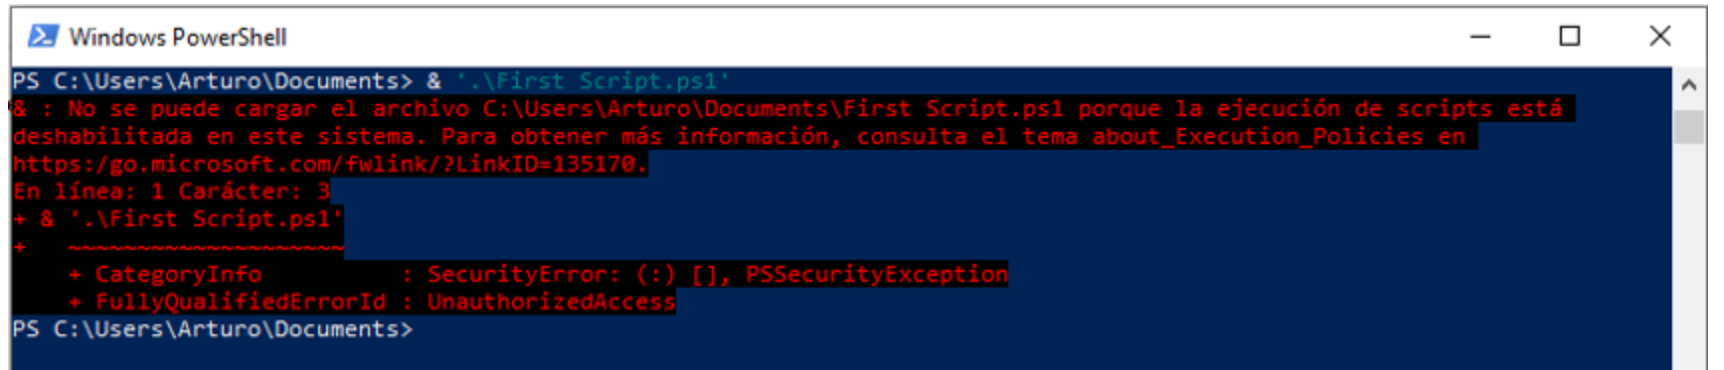 Windows PowerShell
PS C:\Users\Arturo\Documents> & '.\First Script.ps1'
& : No se puede cargar el archivo C:\Users\Arturo\Documents\First Script.ps1 porque la ejecución de scripts está
deshabilitada en este sistema. Para obtener más información, consulta el tema about_Execution_Policies en
https:/go.microsoft.com/fwlink/?LinkID=135170.
En línea: 1 Carácter: 3
+ & '.\First Script.ps1'
+   ~~~~~~~~~~~~~~~~~~~~
    + CategoryInfo          : SecurityError: (:) [], PSSecurityException
    + FullyQualifiedErrorId : UnauthorizedAccess
PS C:\Users\Arturo\Documents>